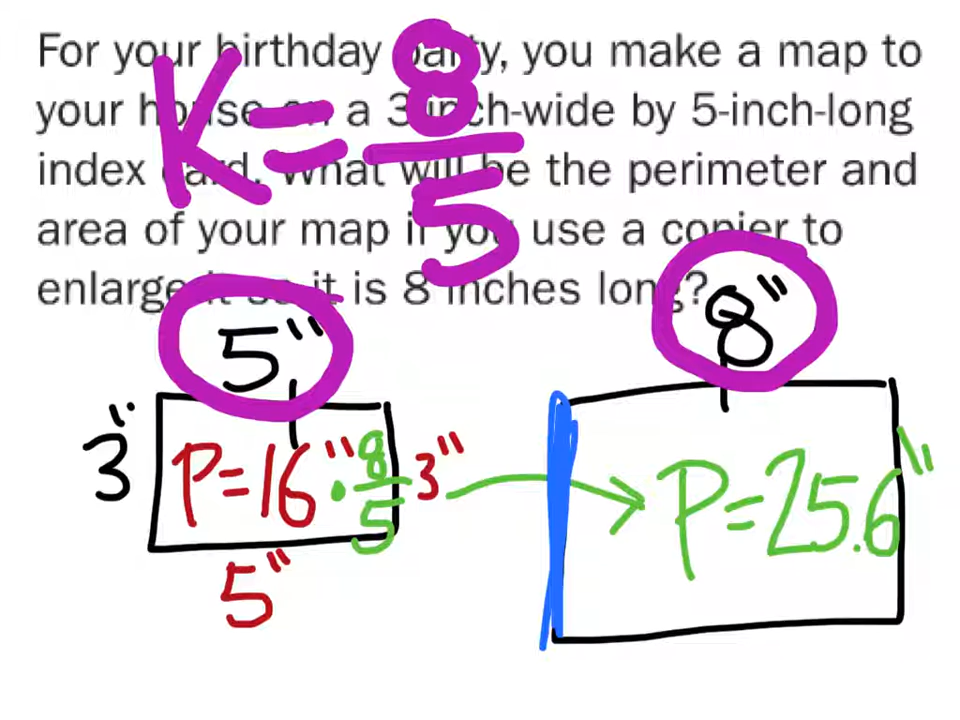 For your birthday party, you make a map to
your house on a 3-inch-wide by 5-inch-long
index card. What will be the perimeter and
area of your map if you use a copier to
enlarge it so it is 8 inches long?
K = 8/5
5" 8"
3" P=16" · 8/5 3" P=25.6"
5"